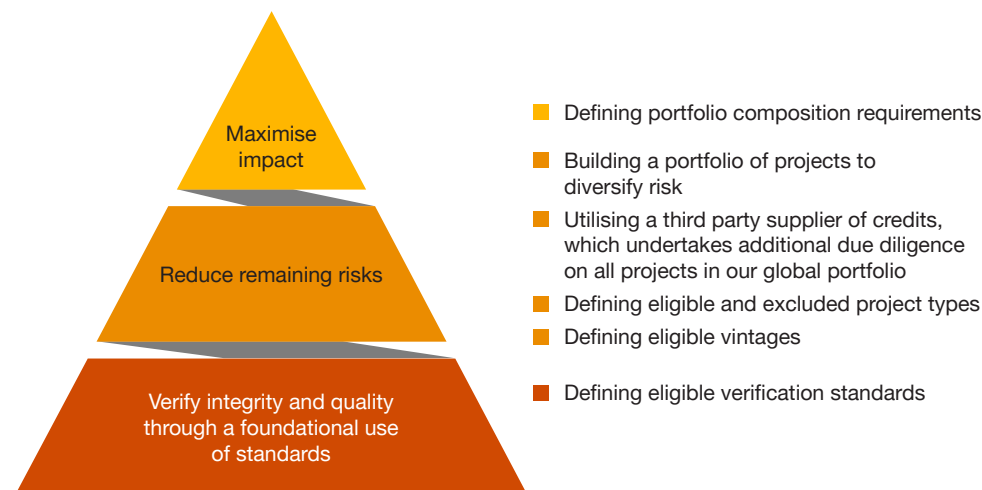 Maximise
impact
Reduce remaining risks
Verify integrity and quality
through a foundational use
of standards
Defining portfolio composition requirements
Building a portfolio of projects to
diversify risk
Utilising a third party supplier of credits,
which undertakes additional due diligence
on all projects in our global portfolio
Defining eligible and excluded project types
Defining eligible vintages
Defining eligible verification standards